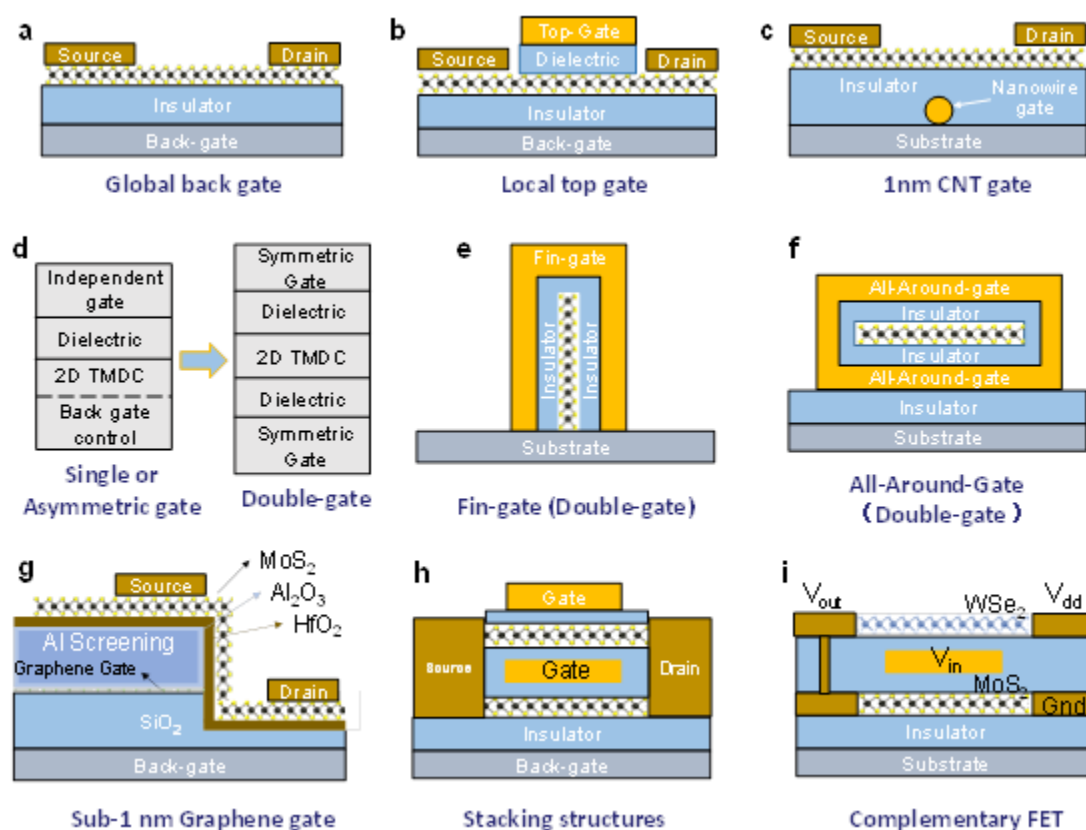 a
Source
Drain
Insulator
Back-gate
Global back gate
b
Top-Gate
Source
Dielectric
Drain
Insulator
Back-gate
Local top gate
c
Source
Drain
Insulator
Nanowire
gate
Substrate
1nm CNT gate
d
Independent
gate
Dielectric
2D TMDC
Back gate
control
Single or
Asymmetric gate
Symmetric
Gate
Dielectric
2D TMDC
Dielectric
Symmetric
Gate
Double-gate
e
Fin-gate
Insulator
Insulator
Substrate
Fin-gate (Double-gate)
f
All-Around-gate
Insulator
Insulator
All-Around-gate
Insulator
Substrate
All-Around-Gate
(Double-gate)
g
Source
MoS₂
Al₂O₃
HfO₂
Al Screening
Graphene Gate
Drain
SiO₂
Back-gate
Sub-1 nm Graphene gate
h
Gate
Source
Gate
Drain
Insulator
Back-gate
Stacking structures
i
Vout
WSe₂
Vdd
Vin
MoS₂
Gnd
Insulator
Substrate
Complementary FET